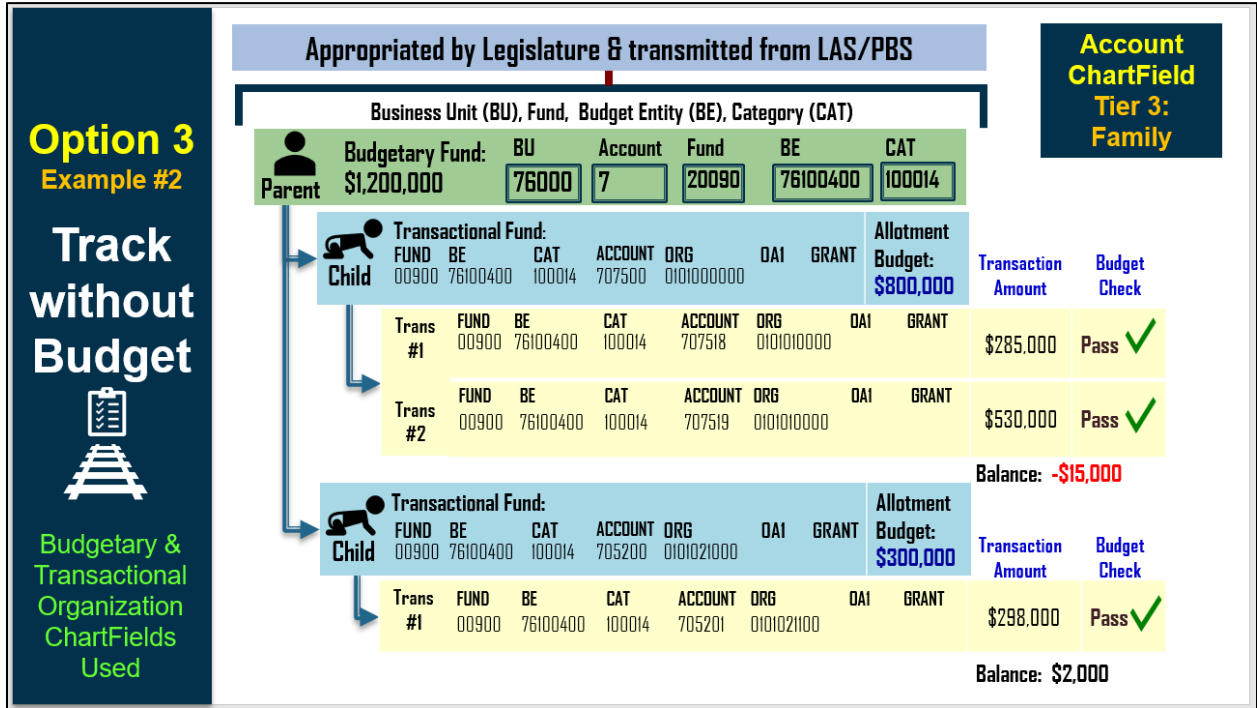 Option 3
Example #2
Track
without
Budget
Budgetary &
Transactional
Organization
ChartFields
Used
Appropriated by Legislature & transmitted from LAS/PBS
Account
ChartField
Tier 3:
Family
Business Unit (BU), Fund, Budget Entity (BE), Category (CAT)
Parent
Budgetary Fund:
$1,200,000
BU Account Fund BE CAT
76000 7 20090 76100400 100014
Child
Transactional Fund:
FUND BE CAT ACCOUNT ORG OA1 GRANT
00900 76100400 100014 707500 0101000000
Allotment
Budget:
$800,000
Transaction
Amount
Budget
Check
Trans
#1
FUND BE CAT ACCOUNT ORG OA1 GRANT
00900 76100400 100014 707518 0101010000
$285,000 Pass
Trans
#2
FUND BE CAT ACCOUNT ORG OA1 GRANT
00900 76100400 100014 707519 0101010000
$530,000 Pass
Balance: -$15,000
Child
Transactional Fund:
FUND BE CAT ACCOUNT ORG OA1 GRANT
00900 76100400 100014 705200 0101021000
Allotment
Budget:
$300,000
Transaction
Amount
Budget
Check
Trans
#1
FUND BE CAT ACCOUNT ORG OA1 GRANT
00900 76100400 100014 705201 0101021100
$298,000 Pass
Balance: $2,000